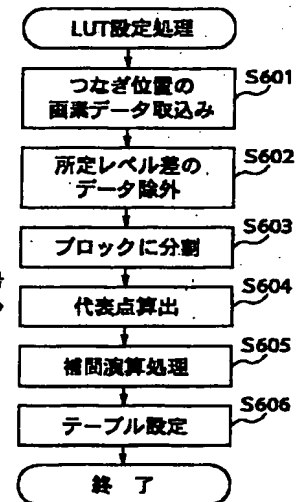 LUT設定処理
つなぎ位置の
画素データ取込み
S601
所定レベル差の
データ除外
S602
ブロックに分割
S603
代表点算出
S604
補間演算処理
S605
テーブル設定
S606
終 了